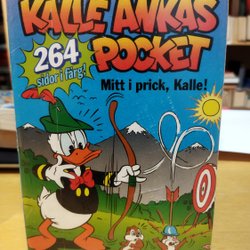 KALLE ANKAS
POCKET
264
sidor i färg!
Mitt i prick, Kalle!